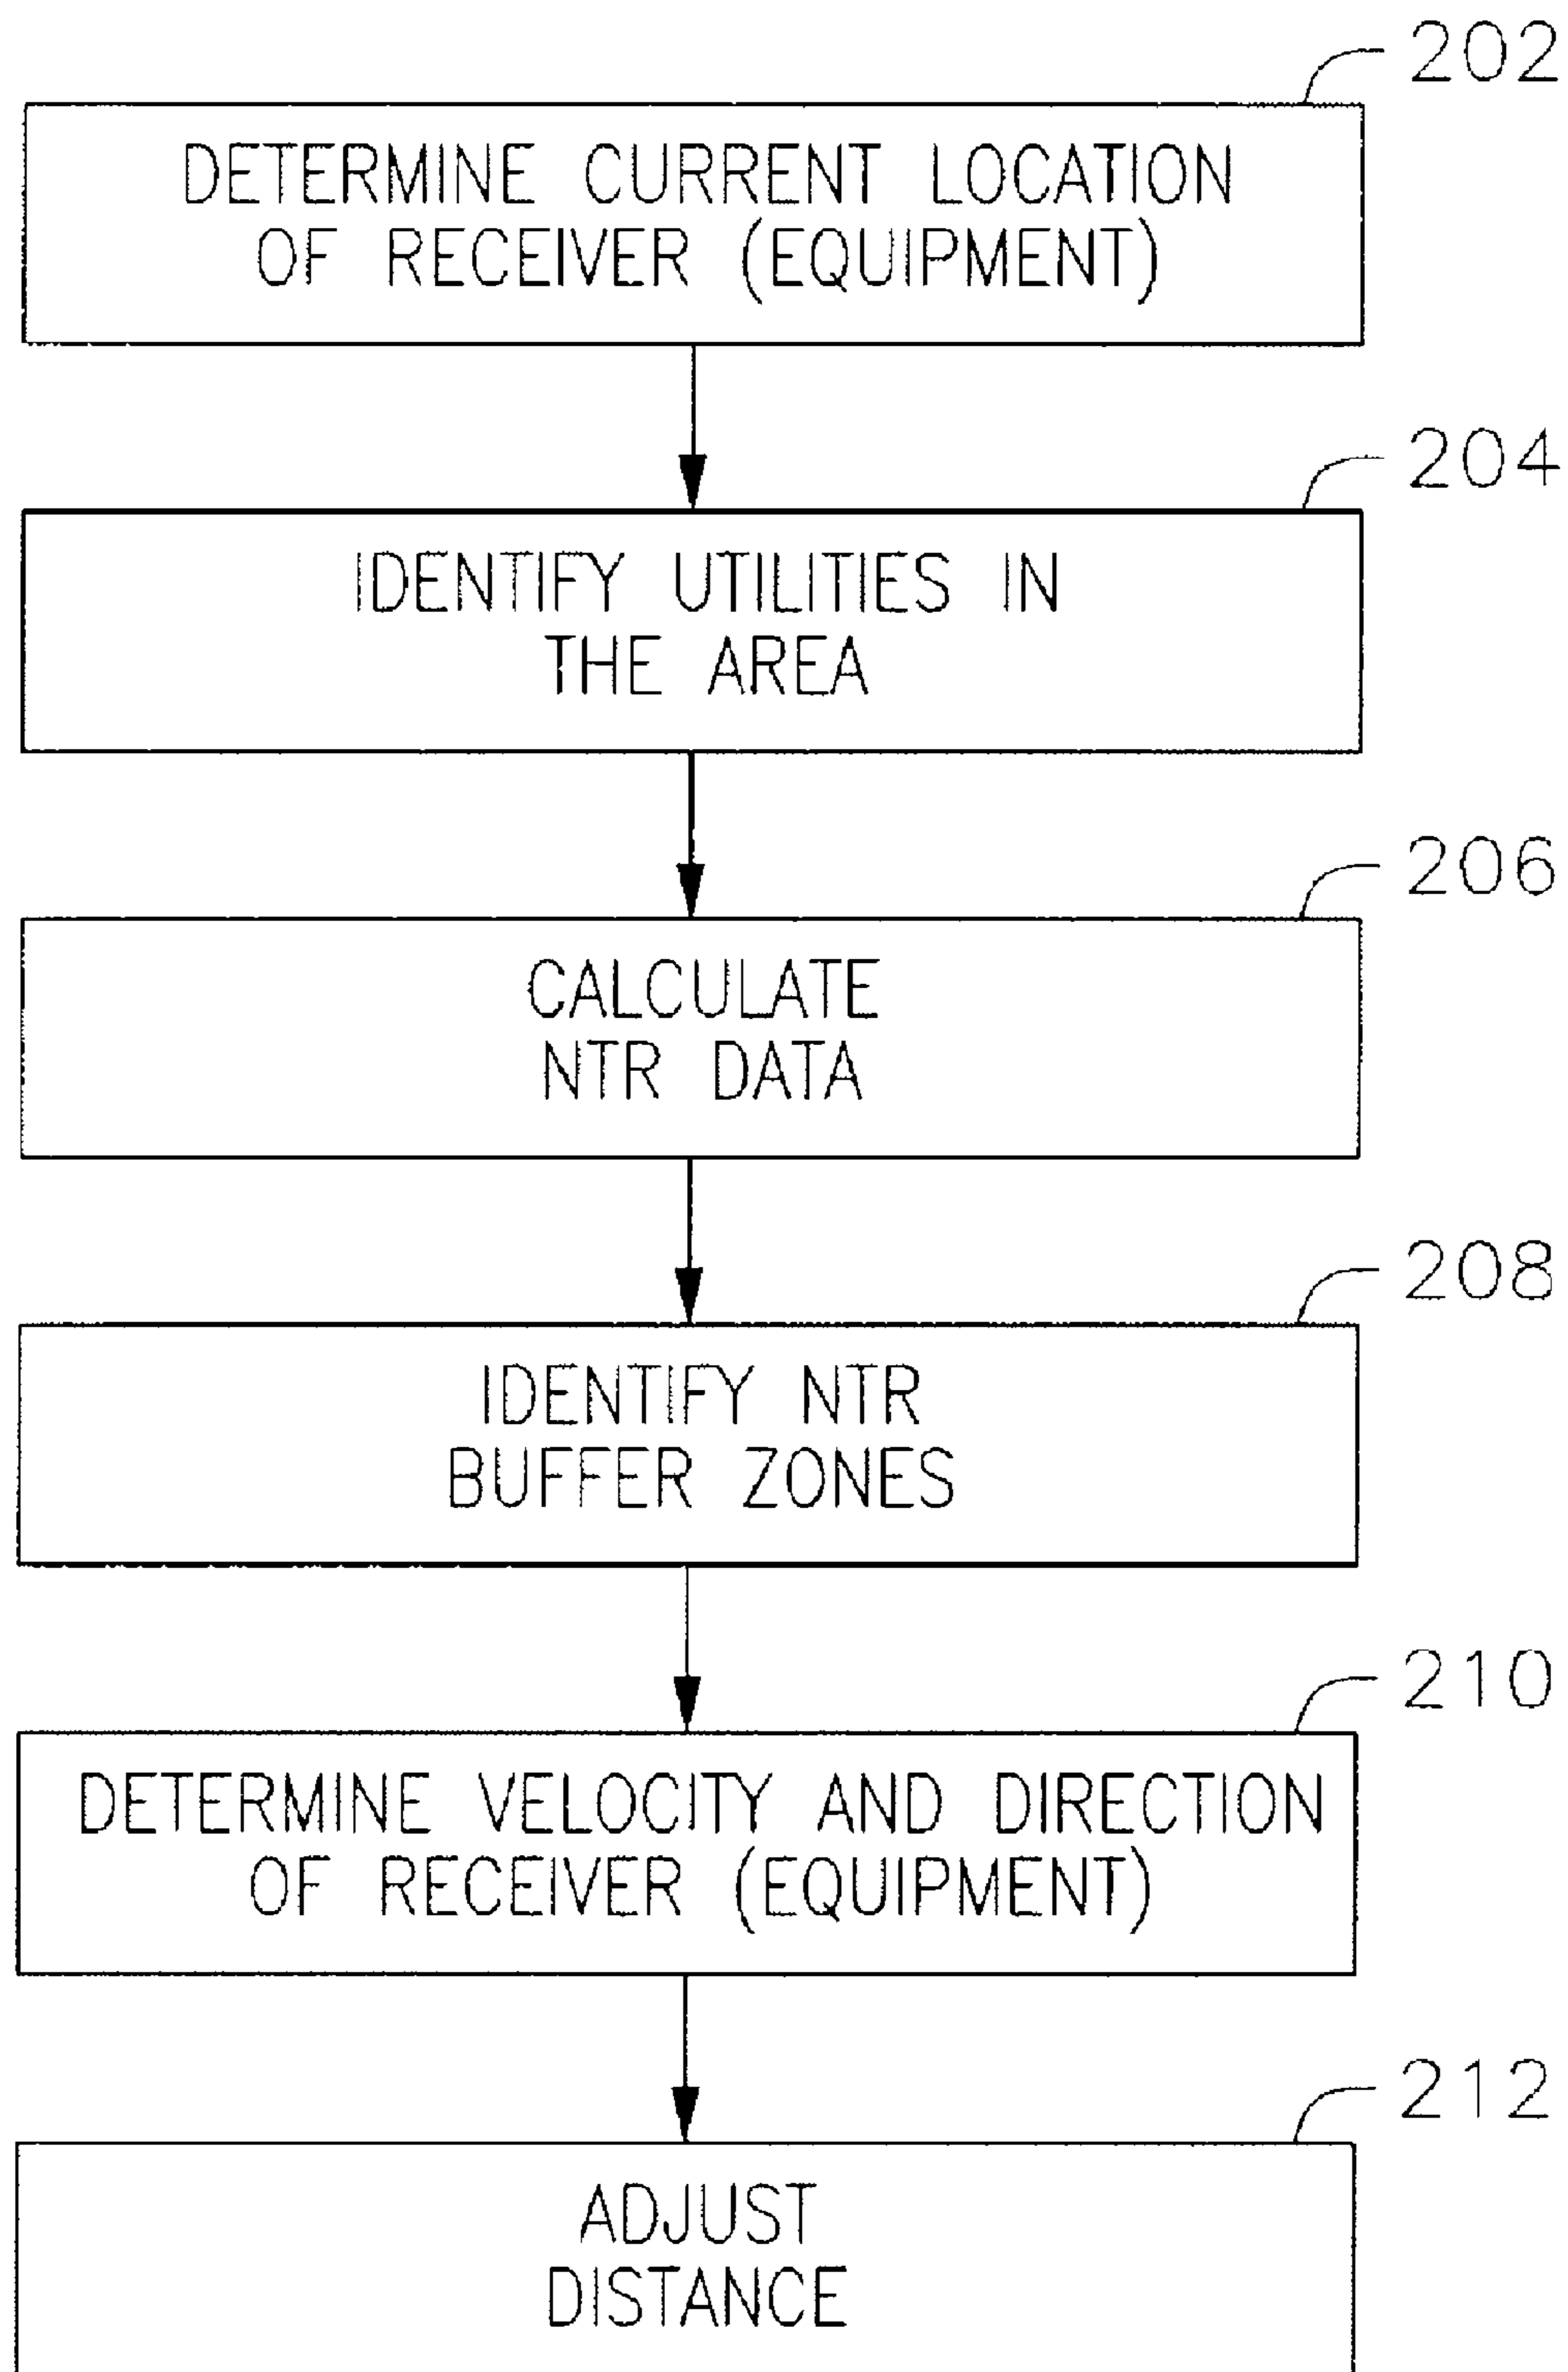 202
DETERMINE CURRENT LOCATION
OF RECEIVER (EQUIPMENT)
204
IDENTIFY UTILITIES IN
THE AREA
206
CALCULATE
NTR DATA
208
IDENTIFY NTR
BUFFER ZONES
210
DETERMINE VELOCITY AND DIRECTION
OF RECEIVER (EQUIPMENT)
212
ADJUST
DISTANCE